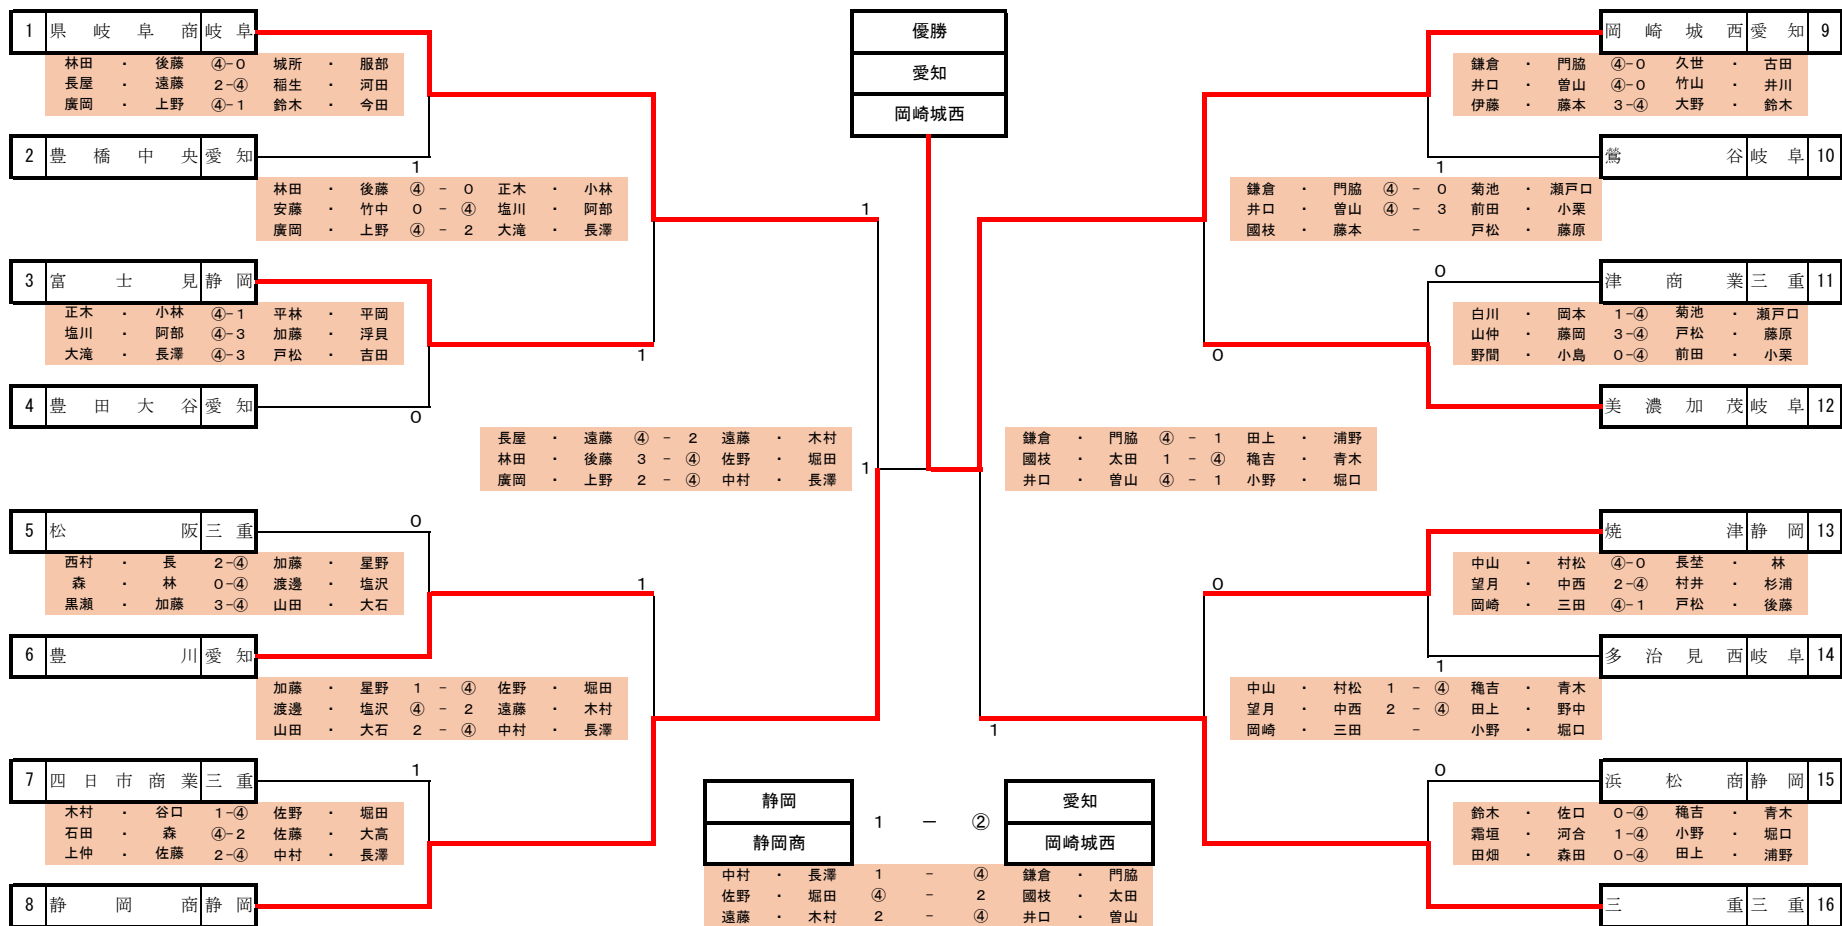 1 県岐阜商 岐阜
林田 ・ 後藤 ④-0 城所 ・ 服部
長屋 ・ 遠藤 2-④ 稲生 ・ 河田
廣岡 ・ 上野 ④-1 鈴木 ・ 今田
2 豊橋中央 愛知
1
林田 ・ 後藤 ④ - 0 正木 ・ 小林
安藤 ・ 竹中 0 - ④ 塩川 ・ 阿部
廣岡 ・ 上野 ④ - 2 大滝 ・ 長澤
1
3 富士見 静岡
正木 ・ 小林 ④-1 平林 ・ 平岡
塩川 ・ 阿部 ④-3 加藤 ・ 浮貝
大滝 ・ 長澤 ④-3 戸松 ・ 吉田
1
4 豊田大谷 愛知
0
長屋 ・ 遠藤 ④ - 2 遠藤 ・ 木村
林田 ・ 後藤 3 - ④ 佐野 ・ 堀田
廣岡 ・ 上野 2 - ④ 中村 ・ 長澤
1
5 松阪 三重
0
西村 ・ 長 2-④ 加藤 ・ 星野
森 ・ 林 0-④ 渡邊 ・ 塩沢
黒瀬 ・ 加藤 3-④ 山田 ・ 大石
1
6 豊川 愛知
加藤 ・ 星野 1 - ④ 佐野 ・ 堀田
渡邊 ・ 塩沢 ④ - 2 遠藤 ・ 木村
山田 ・ 大石 2 - ④ 中村 ・ 長澤
7 四日市商業 三重
1
木村 ・ 谷口 1-④ 佐野 ・ 堀田
石田 ・ 森 ④-2 佐藤 ・ 大高
上仲 ・ 佐藤 2-④ 中村 ・ 長澤
8 静岡商 静岡
優勝
愛知
岡崎城西
静岡 愛知
1 － ②
静岡商 岡崎城西
中村 ・ 長澤 1 - ④ 鎌倉 ・ 門脇
佐野 ・ 堀田 ④ - 2 國枝 ・ 太田
遠藤 ・ 木村 2 - ④ 井口 ・ 曽山
岡崎城西 愛知 9
鎌倉 ・ 門脇 ④-0 久世 ・ 古田
井口 ・ 曽山 ④-0 竹山 ・ 井川
伊藤 ・ 藤本 3-④ 大野 ・ 鈴木
鶯谷 岐阜 10
1
鎌倉 ・ 門脇 ④ - 0 菊池 ・ 瀬戸口
井口 ・ 曽山 ④ - 3 前田 ・ 小栗
國枝 ・ 藤本 - 戸松 ・ 藤原
0
津商業 三重 11
白川 ・ 岡本 1-④ 菊池 ・ 瀬戸口
山仲 ・ 藤岡 3-④ 戸松 ・ 藤原
野間 ・ 小島 0-④ 前田 ・ 小栗
0
美濃加茂 岐阜 12
鎌倉 ・ 門脇 ④ - 1 田上 ・ 浦野
國枝 ・ 太田 1 - ④ 穐吉 ・ 青木
井口 ・ 曽山 ④ - 1 小野 ・ 堀口
焼津 静岡 13
中山 ・ 村松 ④-0 長埜 ・ 林
望月 ・ 中西 2-④ 村井 ・ 杉浦
岡崎 ・ 三田 ④-1 戸松 ・ 後藤
0
多治見西 岐阜 14
1
中山 ・ 村松 1 - ④ 穐吉 ・ 青木
望月 ・ 中西 2 - ④ 田上 ・ 野中
岡崎 ・ 三田 - 小野 ・ 堀口
1
0
浜松商 静岡 15
鈴木 ・ 佐口 0-④ 穐吉 ・ 青木
霜垣 ・ 河合 1-④ 小野 ・ 堀口
田畑 ・ 森田 0-④ 田上 ・ 浦野
三重 三重 16